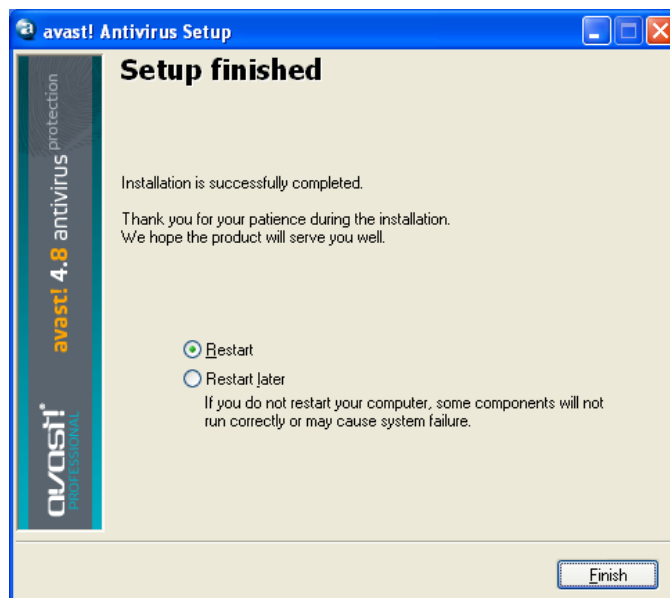 avast! Antivirus Setup
Setup finished
Installation is successfully completed.
Thank you for your patience during the installation.
We hope the product will serve you well.
Restart
Restart later
If you do not restart your computer, some components will not
run correctly or may cause system failure.
Finish
avast! 4.8 antivirus protection
avast!
PROFESSIONAL